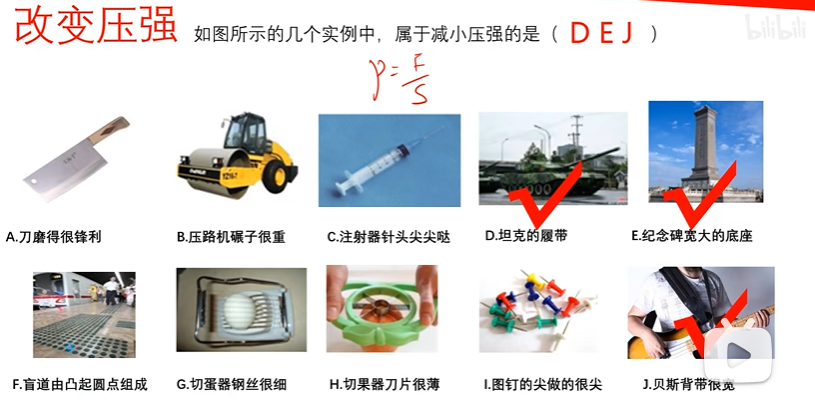 改变压强 如图所示的几个实例中，属于减小压强的是（ D E J ）
bilibili
p=F/S
A.刀磨得很锋利 B.压路机碾子很重 C.注射器针头尖尖哒 D.坦克的履带 E.纪念碑宽大的底座
F.盲道由凸起圆点组成 G.切蛋器钢丝很细 H.切果器刀片很薄 I.图钉的尖做的很尖 J.贝斯背带很宽